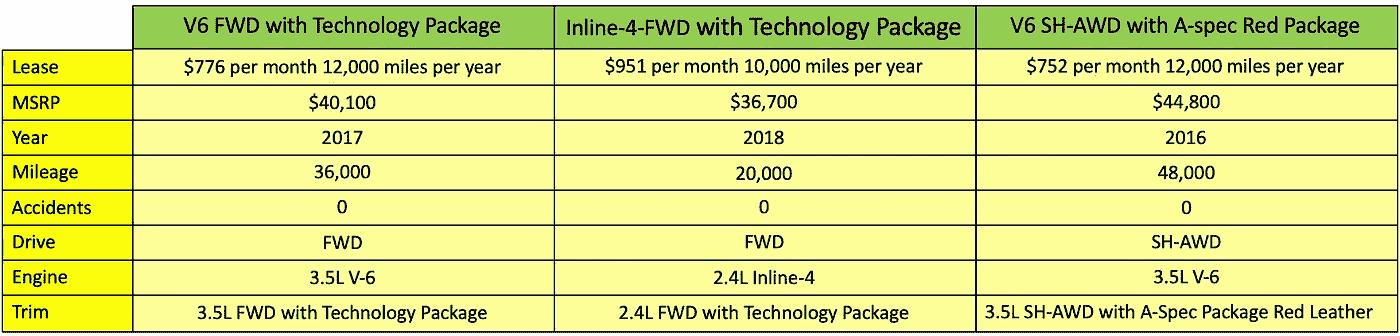 V6 FWD with Technology Package Inline-4-FWD with Technology Package V6 SH-AWD with A-spec Red Package
Lease $776 per month 12,000 miles per year $951 per month 10,000 miles per year $752 per month 12,000 miles per year
MSRP $40,100 $36,700 $44,800
Year 2017 2018 2016
Mileage 36,000 20,000 48,000
Accidents 0 0 0
Drive FWD FWD SH-AWD
Engine 3.5L V-6 2.4L Inline-4 3.5L V-6
Trim 3.5L FWD with Technology Package 2.4L FWD with Technology Package 3.5L SH-AWD with A-Spec Package Red Leather